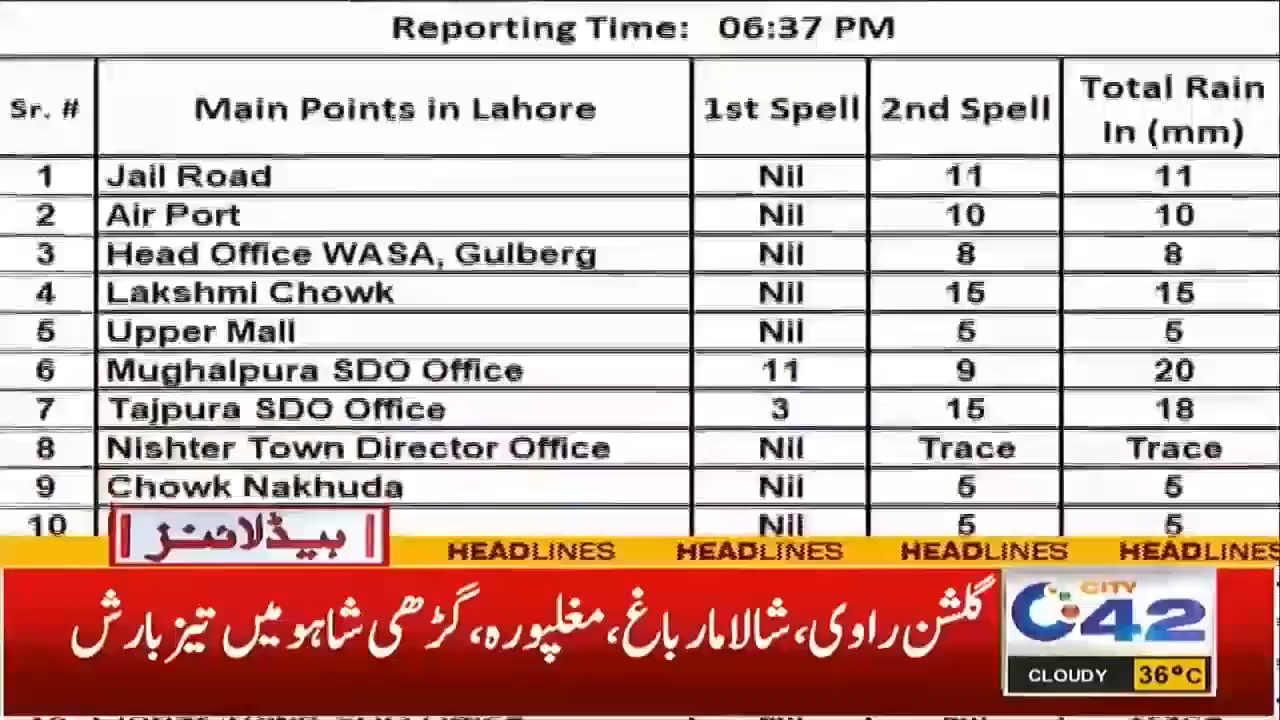 Reporting Time: 06:37 PM
Sr. # Main Points in Lahore 1st Spell 2nd Spell Total Rain In (mm)
1 Jail Road Nil 11 11
2 Air Port Nil 10 10
3 Head Office WASA, Gulberg Nil 8 8
4 Lakshmi Chowk Nil 15 15
5 Upper Mall Nil 5 5
6 Mughalpura SDO Office 11 9 20
7 Tajpura SDO Office 3 15 18
8 Nishter Town Director Office Nil Trace Trace
9 Chowk Nakhuda Nil 5 5
10 Nil 5 5
ہیڈلائنز
HEADLINES HEADLINES HEADLINES HEADLINES
گلشن راوی، شالامار باغ، مغلپورہ، گڑھی شاہو میں تیز بارش
CITY
42
CLOUDY 36°C